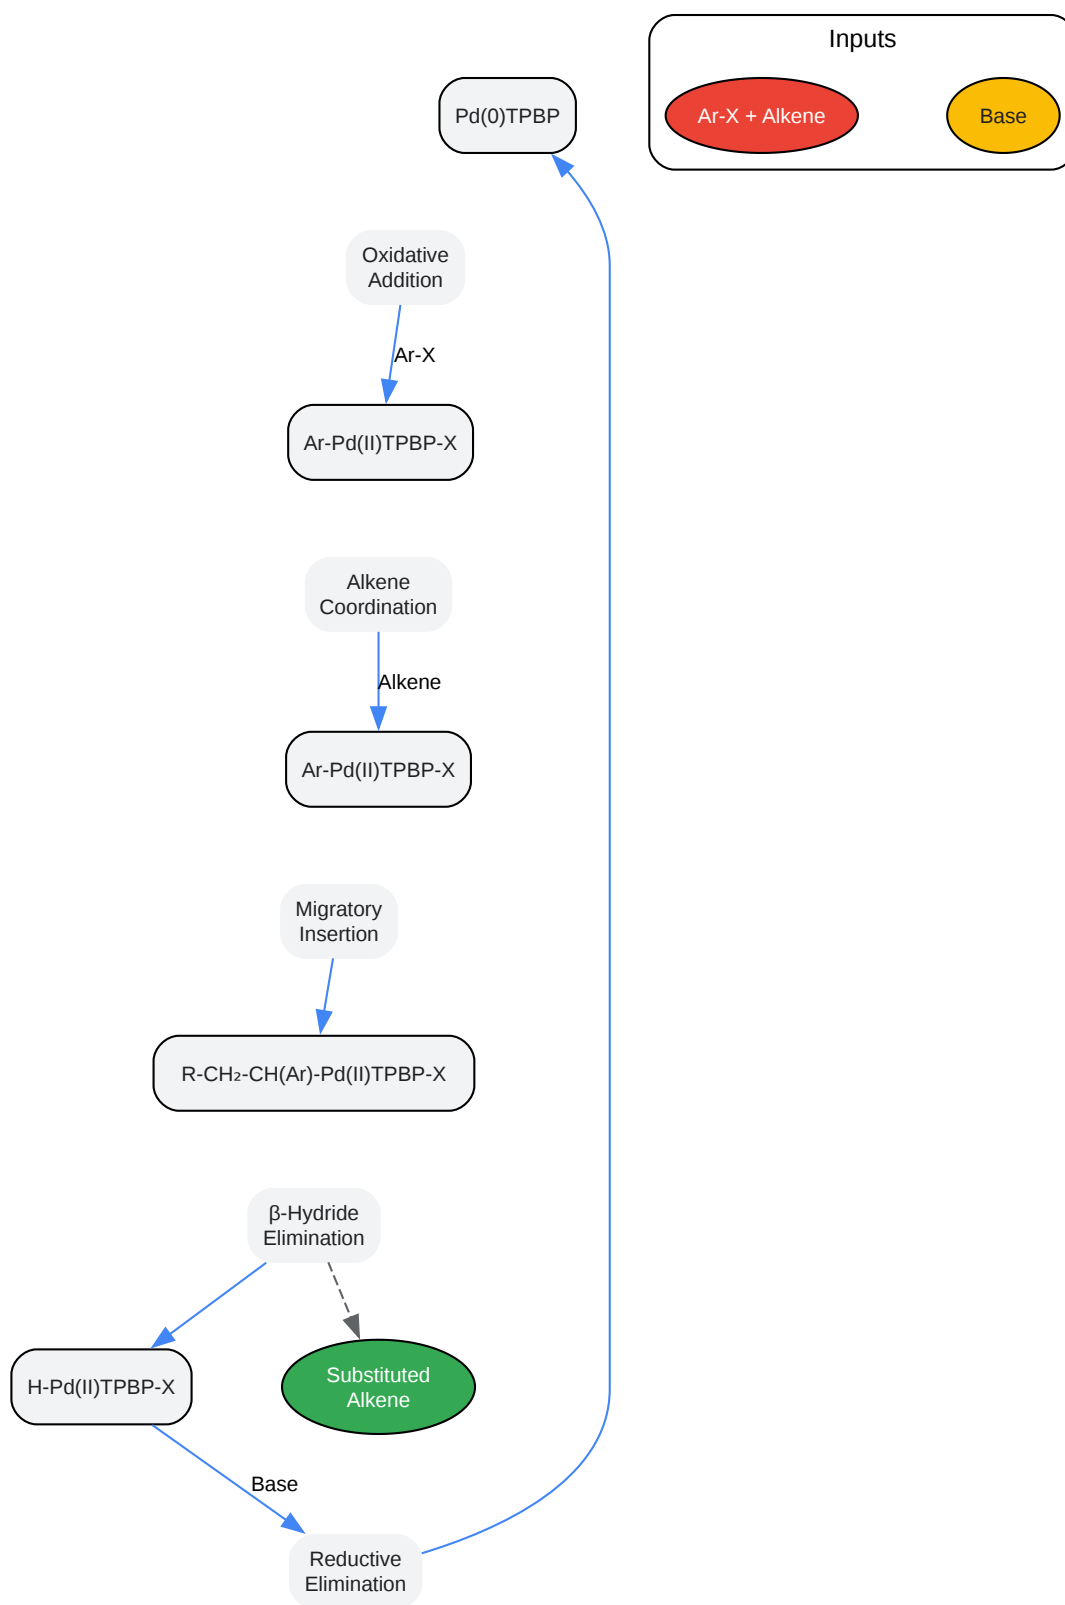 Inputs
Pd(0)TPBP
Ar-X + Alkene
Base
Oxidative
Addition
Ar-X
Ar-Pd(II)TPBP-X
Alkene
Coordination
Alkene
Ar-Pd(II)TPBP-X
Migratory
Insertion
R-CH₂-CH(Ar)-Pd(II)TPBP-X
β-Hydride
Elimination
H-Pd(II)TPBP-X
Substituted
Alkene
Base
Reductive
Elimination